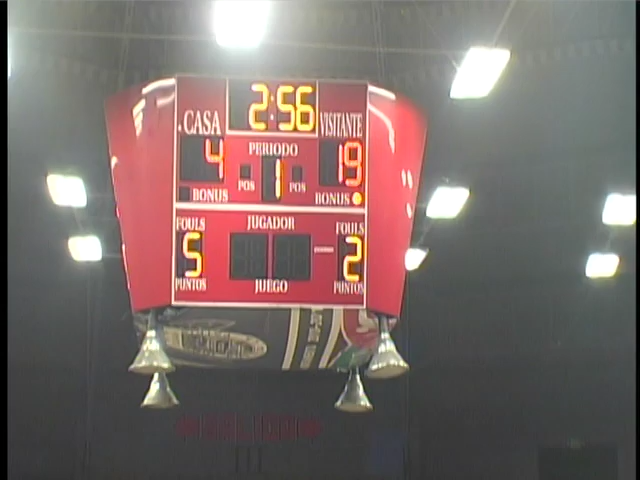 2:56
CASA VISITANTE
4 PERIODO 19
POS 1 POS
BONUS BONUS
FOULS JUGADOR FOULS
5 2
PUNTOS JUEGO PUNTOS